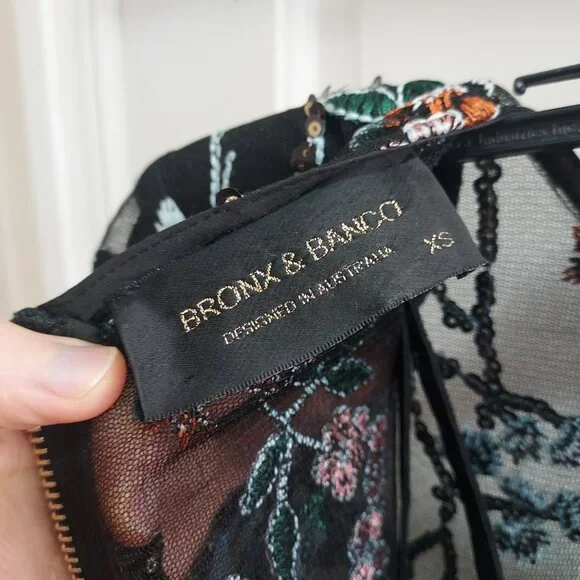 BRONX & BANCO
DESIGNED IN AUSTRALIA
XS